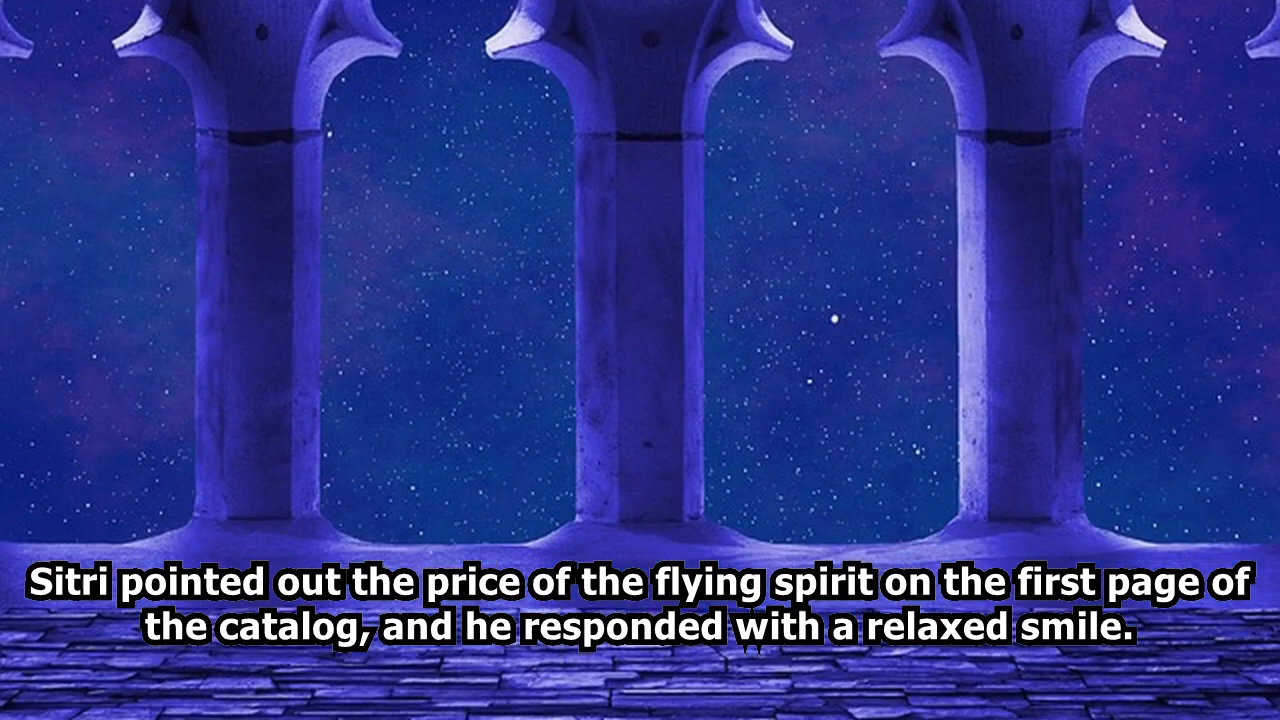 Sitri pointed out the price of the flying spirit on the first page of
the catalog, and he responded with a relaxed smile.